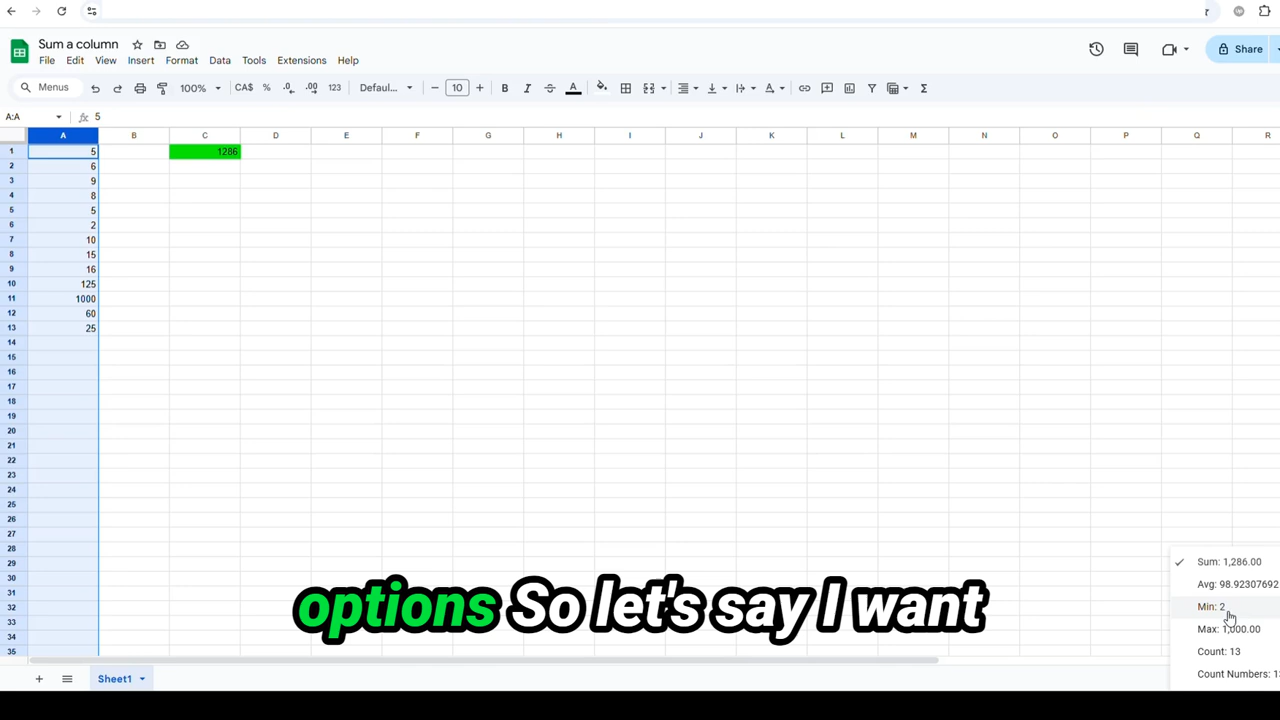 Sum a column
File Edit View Insert Format Data Tools Extensions Help
Share
Menus 100% CA$ % .0 .00 123 Defaul... 10 B I A Σ
A:A fx 5
A B C D E F G H I J K L M N O P Q R
1 5 1286
2 6
3 9
4 8
5 5
6 2
7 10
8 15
9 16
10 125
11 1000
12 60
13 25
14
15
16
17
18
19
20
21
22
23
24
25
26
27
28
29
30
31
32
33
34
35
Sum: 1,286.00
Avg: 98.92307692
Min: 2
Max: 1,000.00
Count: 13
Count Numbers:
options So let's say I want
Sheet1